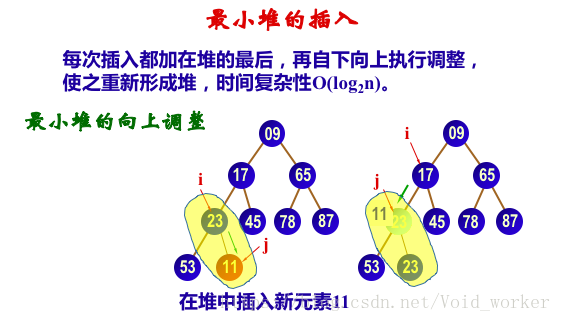 最小堆的插入
每次插入都加在堆的最后，再自下向上执行调整，
使之重新形成堆，时间复杂性O(log₂n)。
最小堆的向上调整
09
i
17
65
i
23
45
78
87
j
53
11
09
17
65
j
11
23
45
78
87
53
23
在堆中插入新元素11
csdn.net/Void_worker